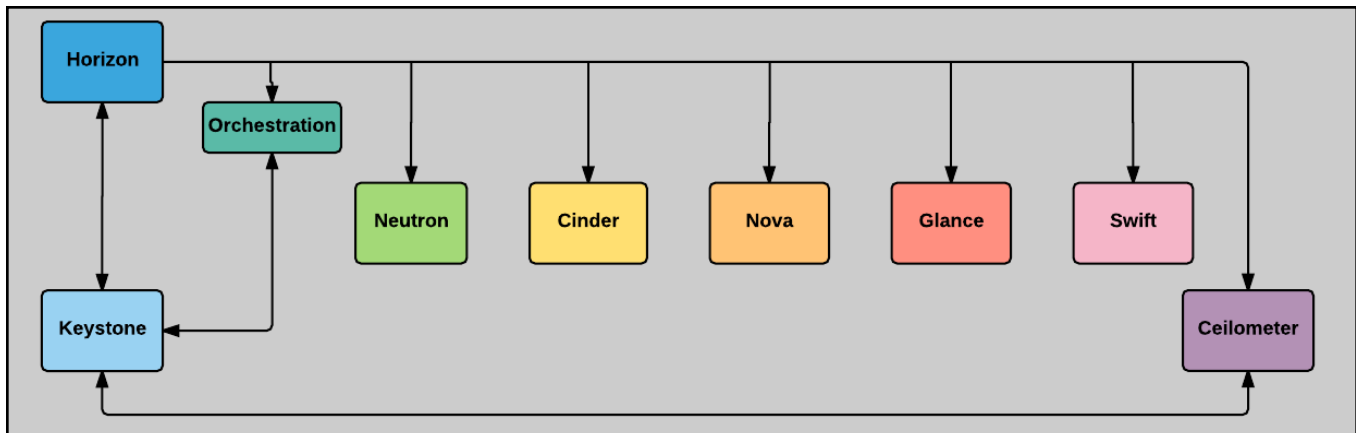 Horizon
Orchestration
Neutron
Cinder
Nova
Glance
Swift
Keystone
Ceilometer